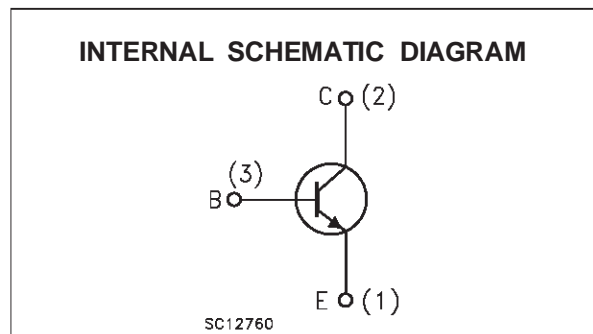 INTERNAL SCHEMATIC DIAGRAM
C (2)
(3)
B
E (1)
SC12760